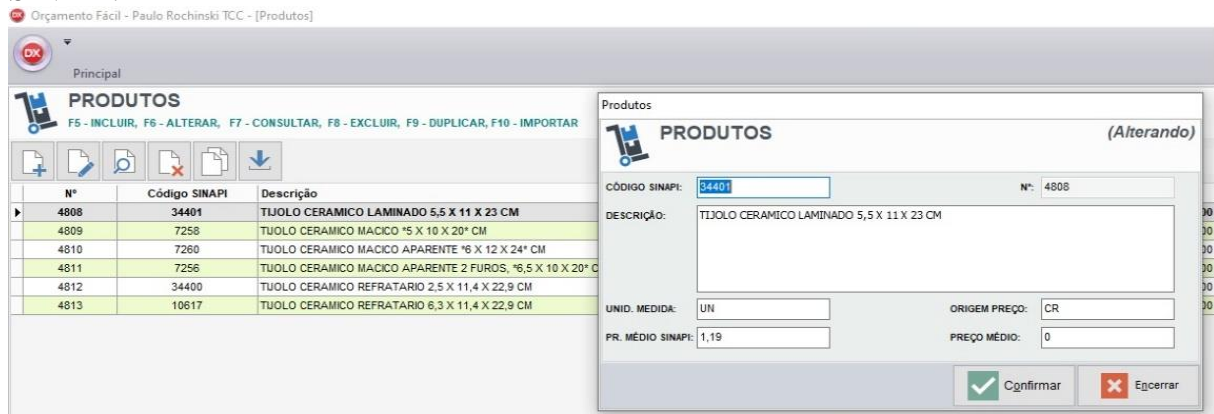 Orçamento Fácil - Paulo Rochinski TCC - [Produtos]
DX
Principal
PRODUTOS
F5 - INCLUIR, F6 - ALTERAR, F7 - CONSULTAR, F8 - EXCLUIR, F9 - DUPLICAR, F10 - IMPORTAR
Nº Código SINAPI Descrição
4808 34401 TIJOLO CERAMICO LAMINADO 5,5 X 11 X 23 CM
4809 7258 TIJOLO CERAMICO MACICO *5 X 10 X 20* CM
4810 7260 TIJOLO CERAMICO MACICO APARENTE *6 X 12 X 24* CM
4811 7256 TIJOLO CERAMICO MACICO APARENTE 2 FUROS, *6,5 X 10 X 20* C
4812 34400 TIJOLO CERAMICO REFRATARIO 2,5 X 11,4 X 22,9 CM
4813 10617 TIJOLO CERAMICO REFRATARIO 6,3 X 11,4 X 22,9 CM
Produtos
PRODUTOS (Alterando)
CÓDIGO SINAPI: 34401 Nº: 4808
DESCRIÇÃO: TIJOLO CERAMICO LAMINADO 5,5 X 11 X 23 CM
UNID. MEDIDA: UN ORIGEM PREÇO: CR
PR. MÉDIO SINAPI: 1,19 PREÇO MÉDIO: 0
Confirmar Encerrar